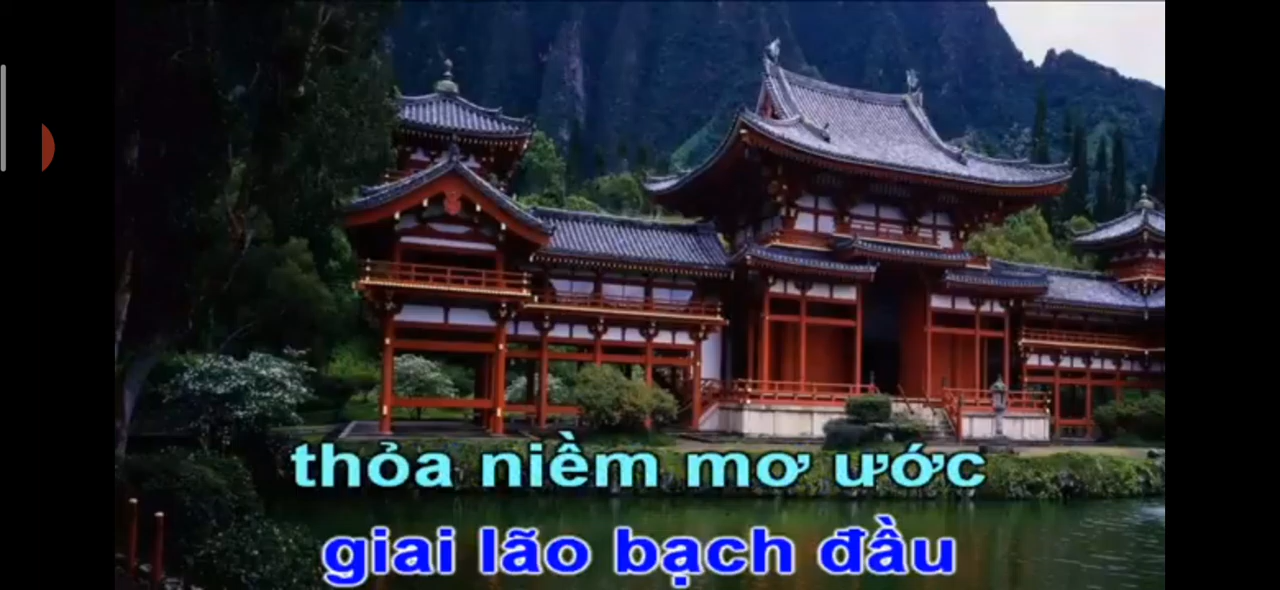 thỏa niềm mơ ước
giai lão bạch đầu